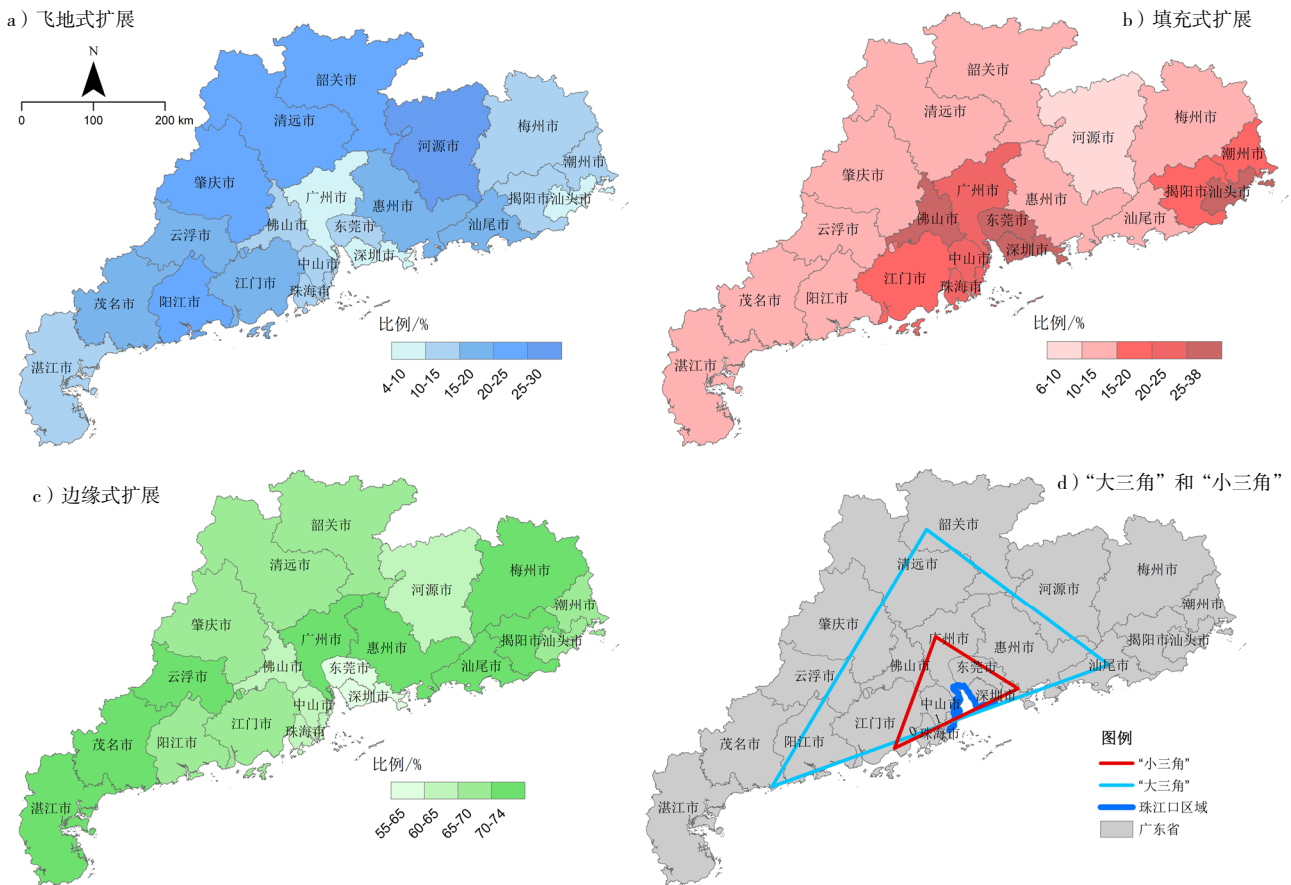 a）飞地式扩展
N
0 100 200 km
韶关市
清远市
河源市
梅州市
潮州市
肇庆市
广州市
惠州市
揭阳市
汕头市
佛山市
东莞市
汕尾市
云浮市
深圳市
中山市
江门市
珠海市
茂名市
阳江市
湛江市
比例/%
4-10
10-15
15-20
20-25
25-30
b）填充式扩展
韶关市
清远市
河源市
梅州市
潮州市
肇庆市
广州市
惠州市
揭阳市
汕头市
佛山市
东莞市
汕尾市
云浮市
深圳市
中山市
江门市
珠海市
茂名市
阳江市
湛江市
比例/%
6-10
10-15
15-20
20-25
25-38
c）边缘式扩展
韶关市
清远市
河源市
梅州市
潮州市
肇庆市
广州市
惠州市
揭阳市
汕头市
佛山市
东莞市
汕尾市
云浮市
深圳市
中山市
江门市
珠海市
茂名市
阳江市
湛江市
比例/%
55-65
60-65
65-70
70-74
d）“大三角”和“小三角”
韶关市
清远市
河源市
梅州市
潮州市
肇庆市
广州市
惠州市
揭阳市
汕头市
佛山市
东莞市
汕尾市
云浮市
深圳市
中山市
江门市
珠海市
茂名市
阳江市
湛江市
0
1
图例
“小三角”
“大三角”
珠江口区域
广东省